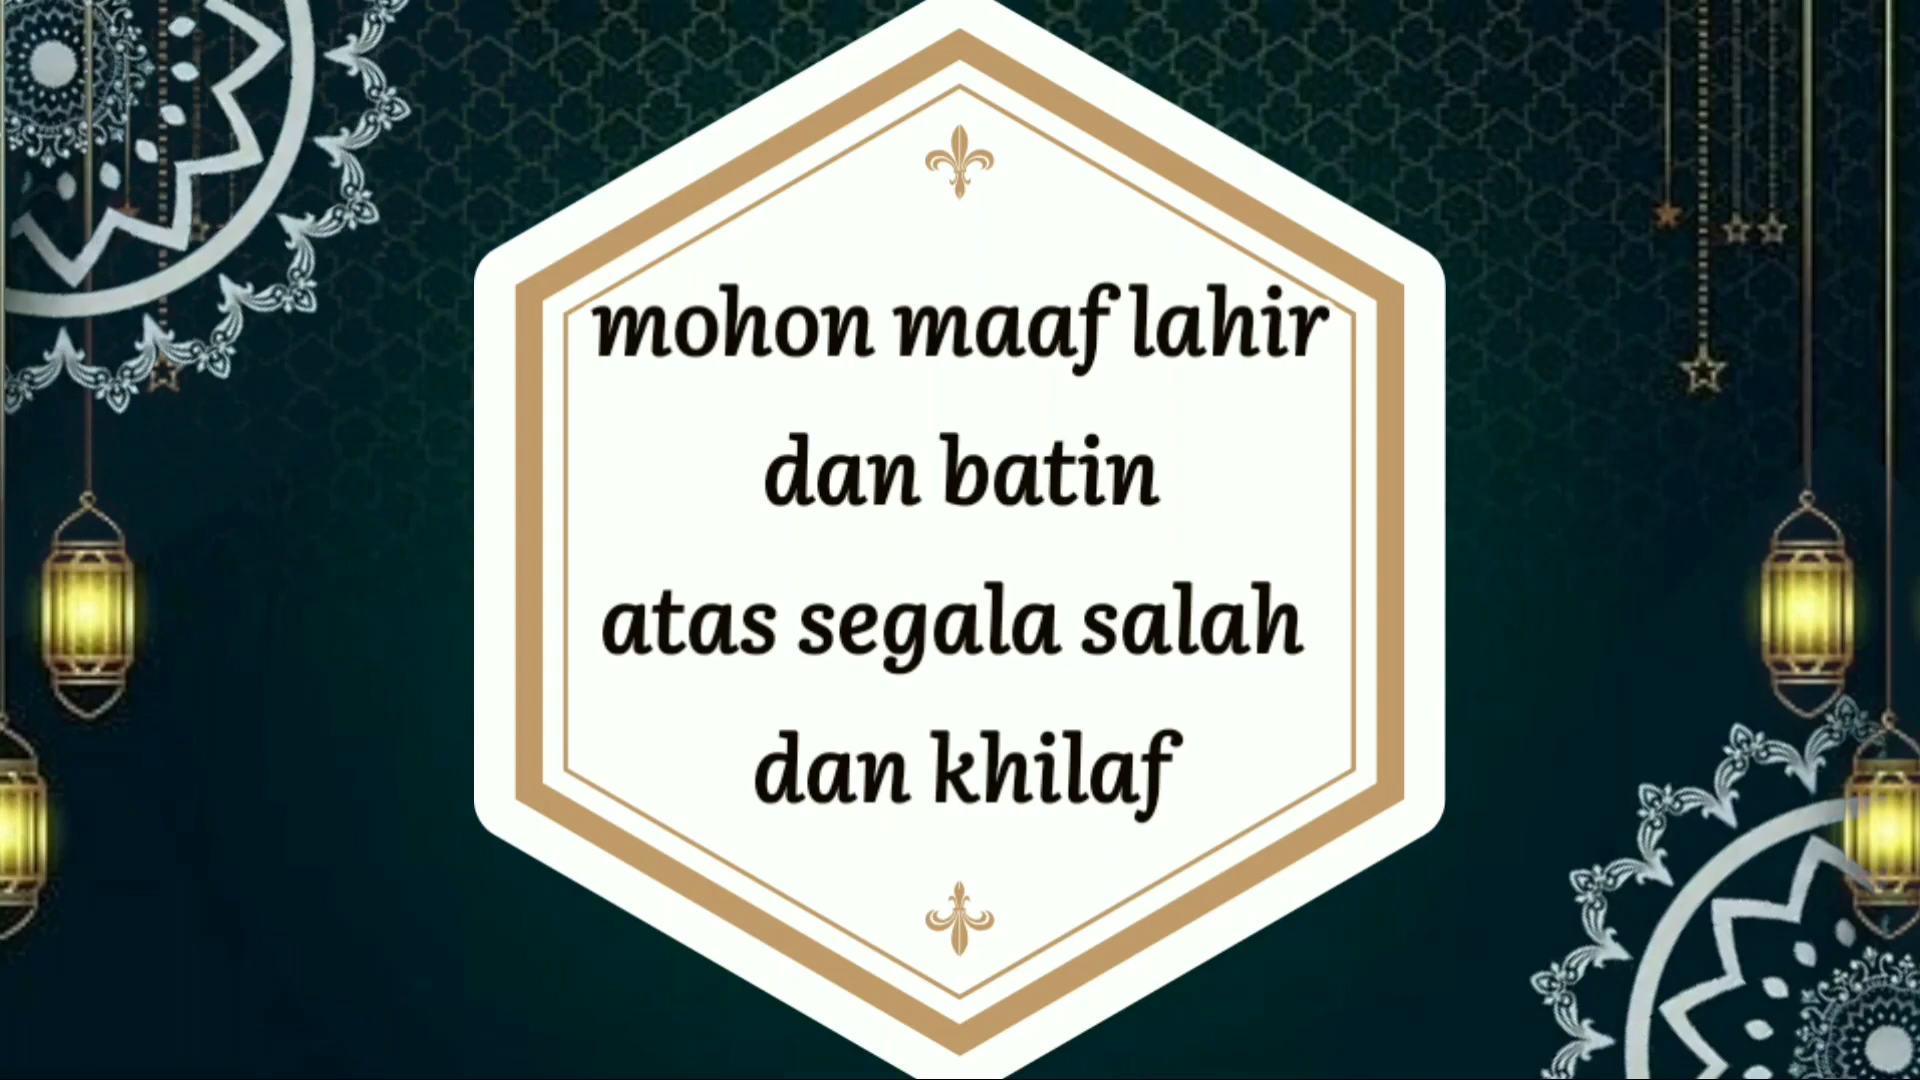 mohon maaf lahir
dan batin
atas segala salah
dan khilaf